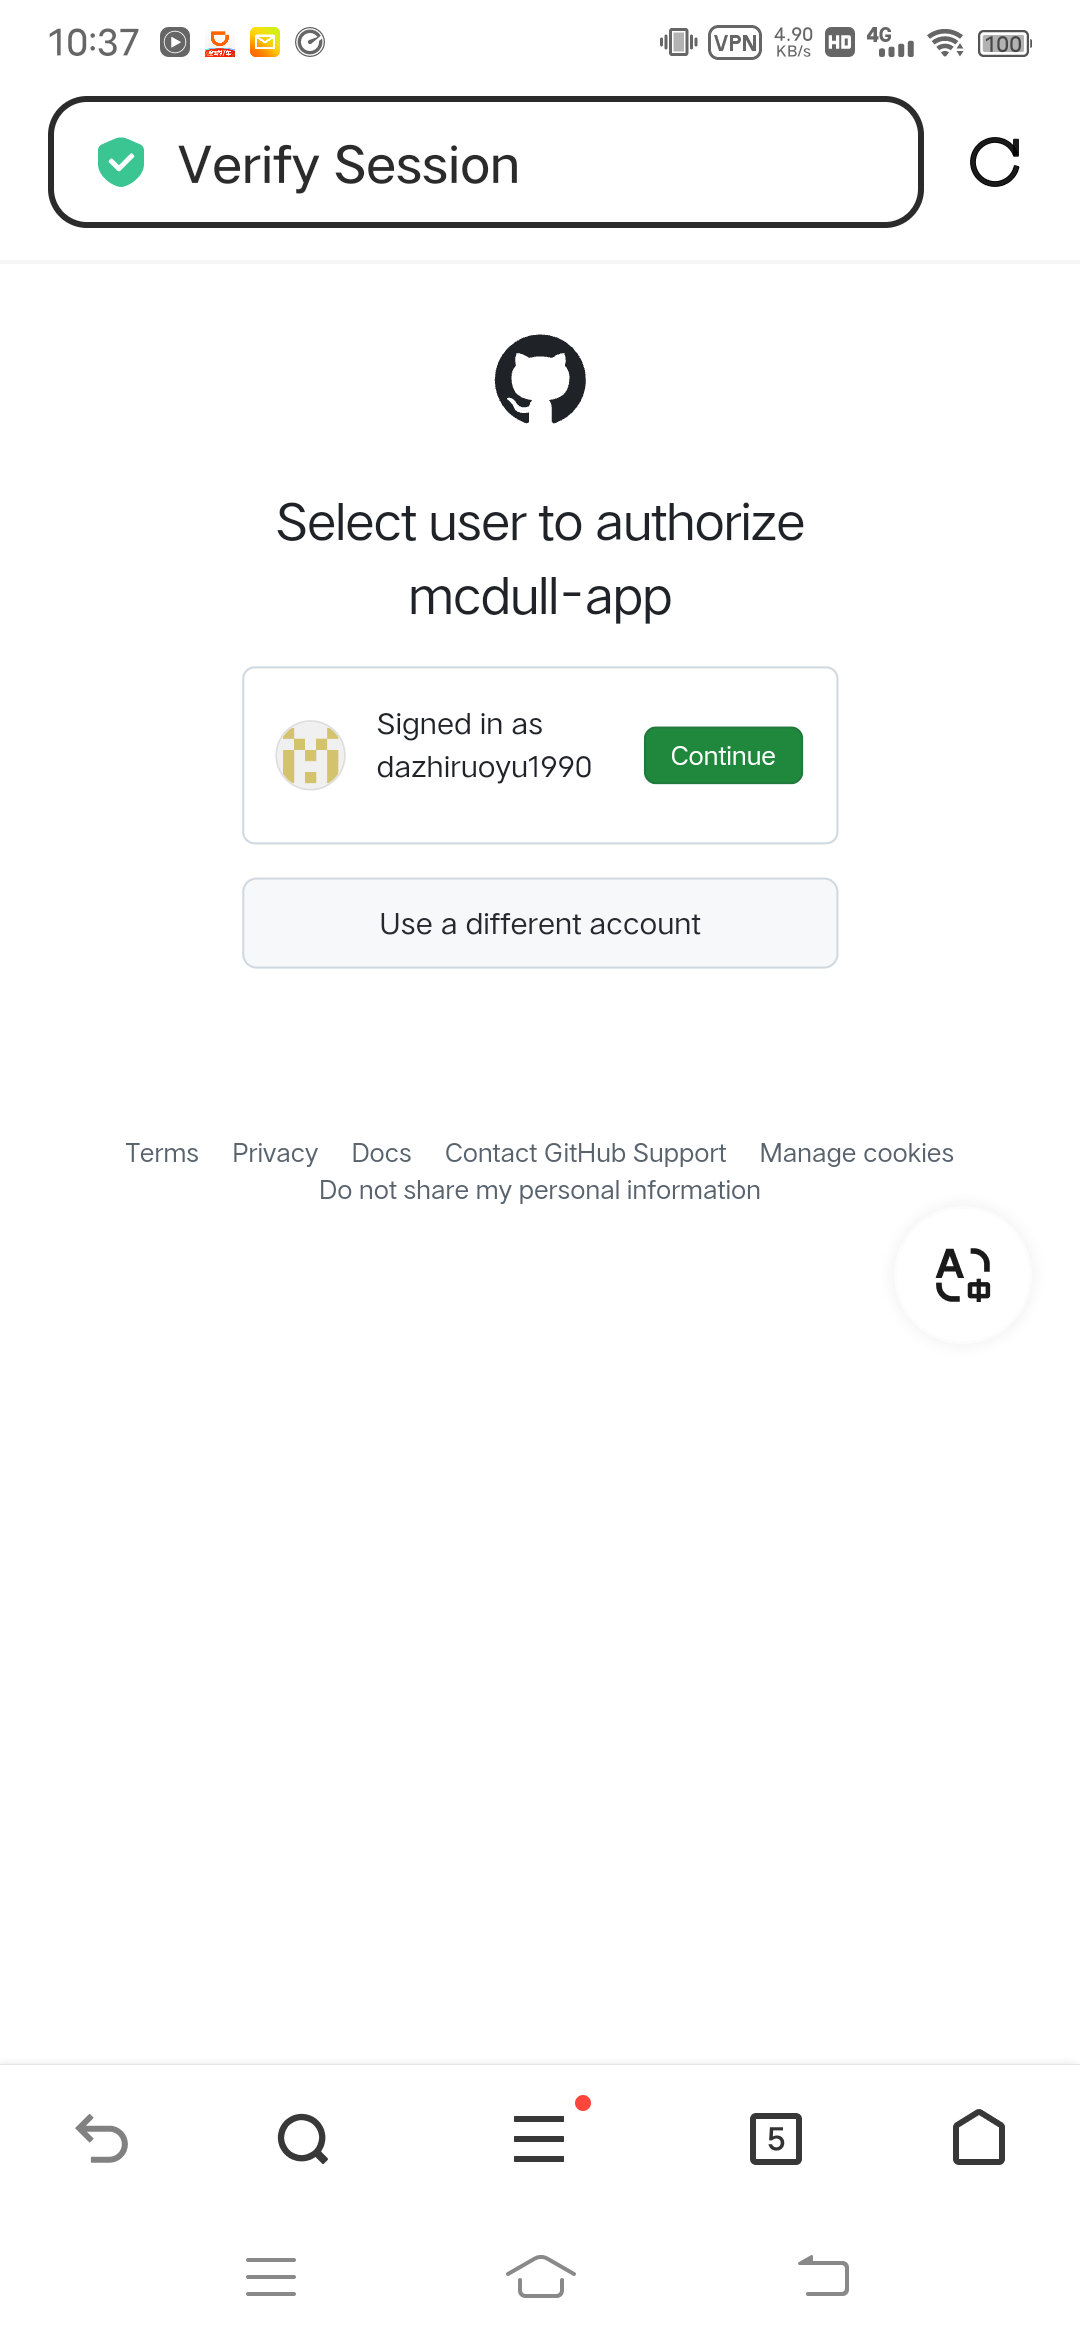 10:37
VPN
4.90
KB/s
HD
4G
100
Verify Session
Select user to authorize
mcdull-app
Signed in as
dazhiruoyu1990
Continue
Use a different account
Terms Privacy Docs Contact GitHub Support Manage cookies
Do not share my personal information
A
中
5